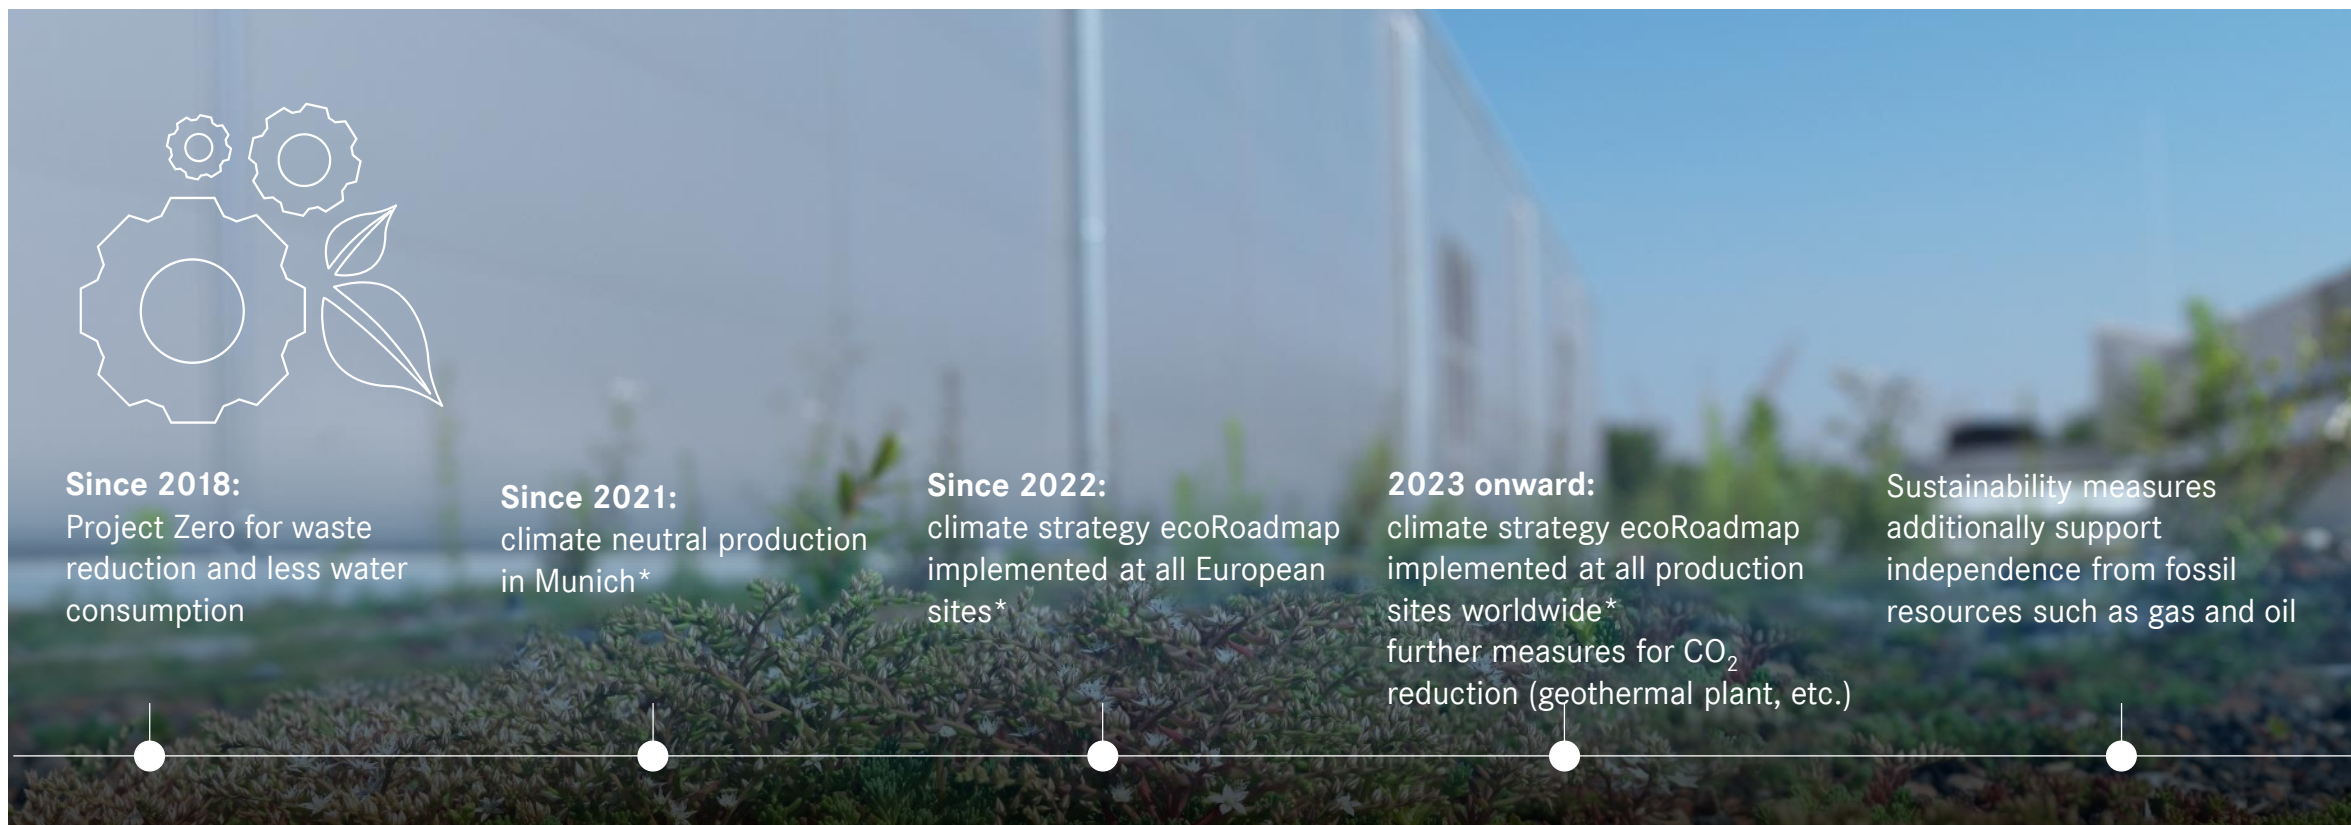 Since 2018:
Project Zero for waste
reduction and less water
consumption
Since 2021:
climate neutral production
in Munich*
Since 2022:
climate strategy ecoRoadmap
implemented at all European
sites*
2023 onward:
climate strategy ecoRoadmap
implemented at all production
sites worldwide*
further measures for CO₂
reduction (geothermal plant, etc.)
Sustainability measures
additionally support
independence from fossil
resources such as gas and oil